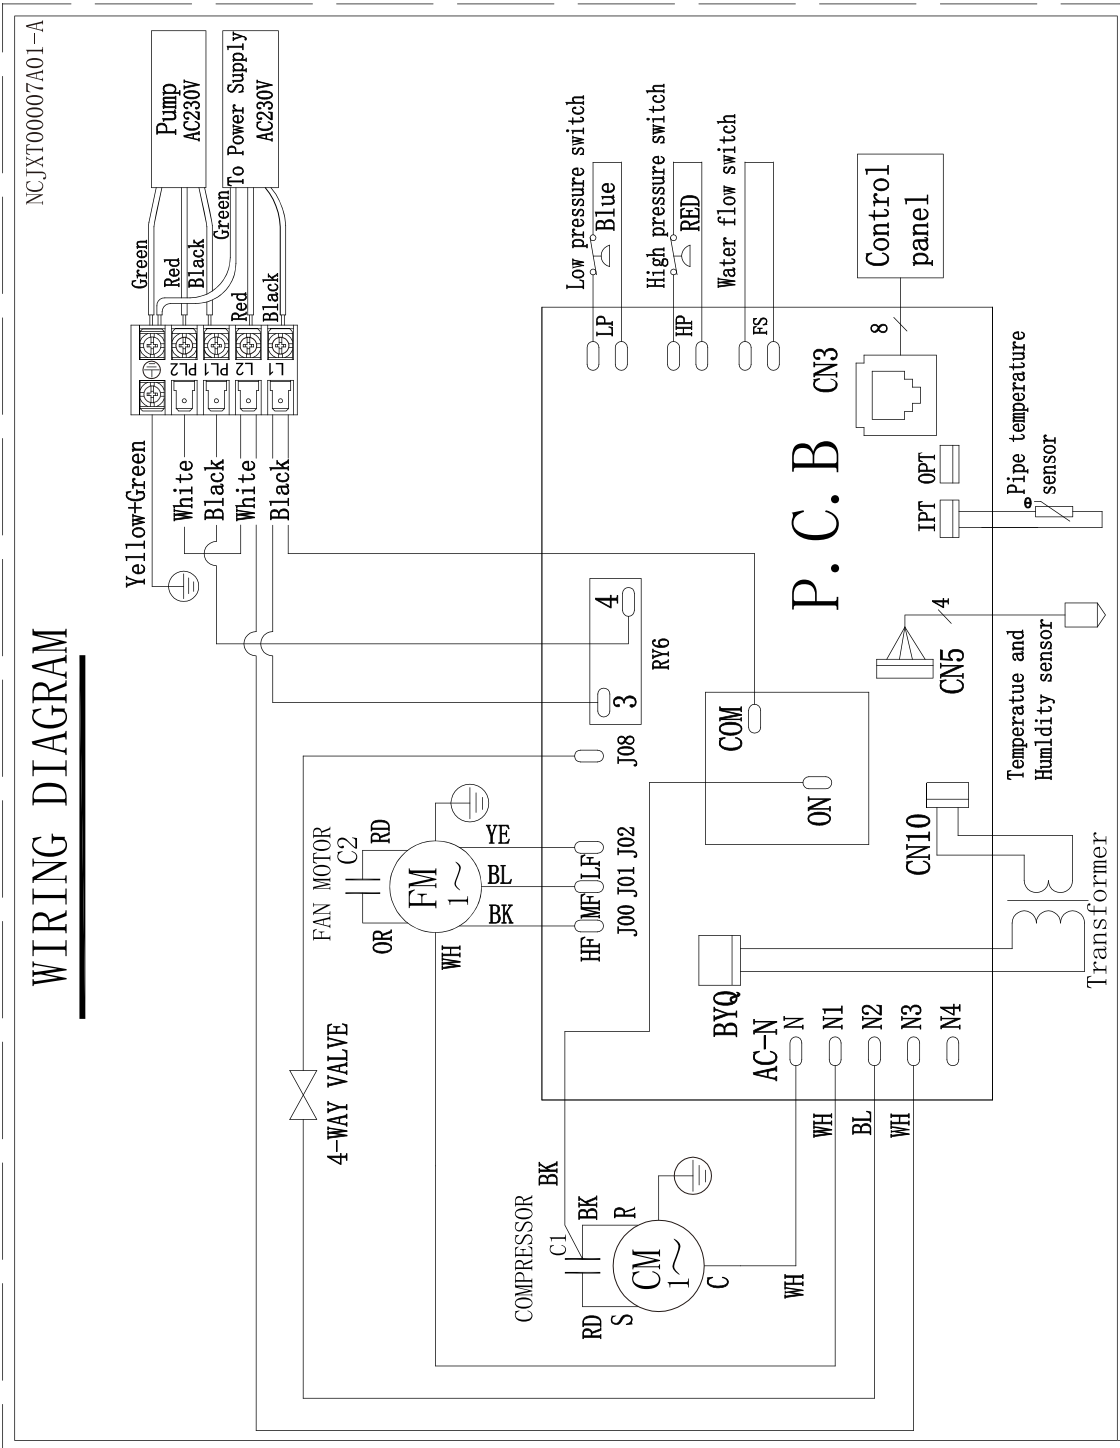 WIRING DIAGRAM
NCJXT00007A01-A
4-WAY VALVE
FAN MOTOR
C2
OR
RD
FM
1~
WH
BK
BL
YE
HF
MF
LF
J00
J01
J02
J08
COMPRESSOR
C1
BK
BK
RD
S
R
CM
1~
C
WH
WH
BL
WH
AC-N
N
N1
N2
N3
N4
BYQ
Transformer
CN10
ON
COM
3
4
RY6
P. C. B
CN5
4
Temperatue and
Humldity sensor
IPT
OPT
θ
Pipe temperature
sensor
CN3
8
Control
panel
LP
HP
FS
Low pressure switch
Blue
High pressure switch
RED
Water flow switch
Yellow+Green
White
Black
White
Black
PL2
PL1
L2
L1
Green
Red
Black
Green
Red
Black
Pump
AC230V
To Power Supply
AC230V